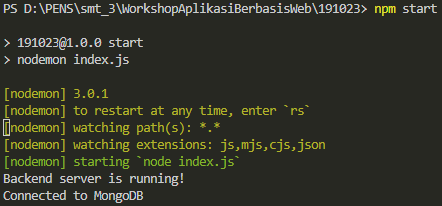 PS D:\PENS\smt_3\WorkshopAplikasiBerbasisWeb\191023> npm start
> 191023@1.0.0 start
> nodemon index.js
[nodemon] 3.0.1
[nodemon] to restart at any time, enter `rs`
[nodemon] watching path(s): *.*
[nodemon] watching extensions: js,mjs,cjs,json
[nodemon] starting `node index.js`
Backend server is running!
Connected to MongoDB